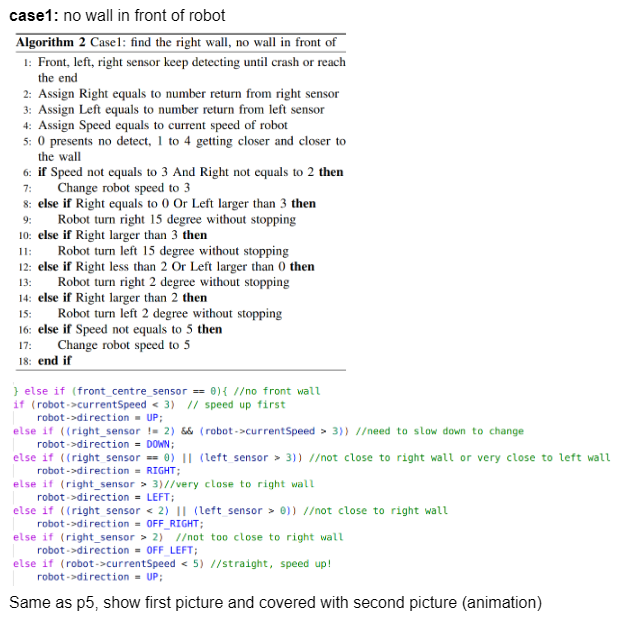 case1: no wall in front of robot
Algorithm 2 Case1: find the right wall, no wall in front of
1: Front, left, right sensor keep detecting until crash or reach
the end
2: Assign Right equals to number return from right sensor
3: Assign Left equals to number return from left sensor
4: Assign Speed equals to current speed of robot
5: 0 presents no detect, 1 to 4 getting closer and closer to
the wall
6: if Speed not equals to 3 And Right not equals to 2 then
7: Change robot speed to 3
8: else if Right equals to 0 Or Left larger than 3 then
9: Robot turn right 15 degree without stopping
10: else if Right larger than 3 then
11: Robot turn left 15 degree without stopping
12: else if Right less than 2 Or Left larger than 0 then
13: Robot turn right 2 degree without stopping
14: else if Right larger than 2 then
15: Robot turn left 2 degree without stopping
16: else if Speed not equals to 5 then
17: Change robot speed to 5
18: end if
} else if (front_centre_sensor == 0){ //no front wall
if (robot->currentSpeed < 3) // speed up first
robot->direction = UP;
else if ((right_sensor != 2) && (robot->currentSpeed > 3)) //need to slow down to change
robot->direction = DOWN;
else if ((right_sensor == 0) || (left_sensor > 3)) //not close to right wall or very close to left wall
robot->direction = RIGHT;
else if (right_sensor > 3)//very close to right wall
robot->direction = LEFT;
else if ((right_sensor < 2) || (left_sensor > 0)) //not close to right wall
robot->direction = OFF_RIGHT;
else if (right_sensor > 2) //not too close to right wall
robot->direction = OFF_LEFT;
else if (robot->currentSpeed < 5) //straight, speed up!
robot->direction = UP;
Same as p5, show first picture and covered with second picture (animation)